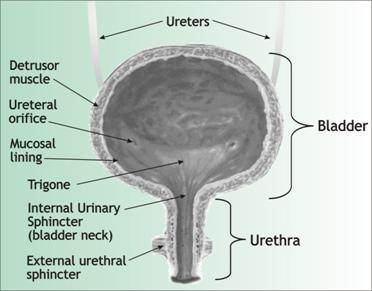 Ureters
Detrusor
muscle
Ureteral
orifice
Mucosal
lining
Trigone
Internal Urinary
Sphincter
(bladder neck)
External urethral
sphincter
Bladder
Urethra